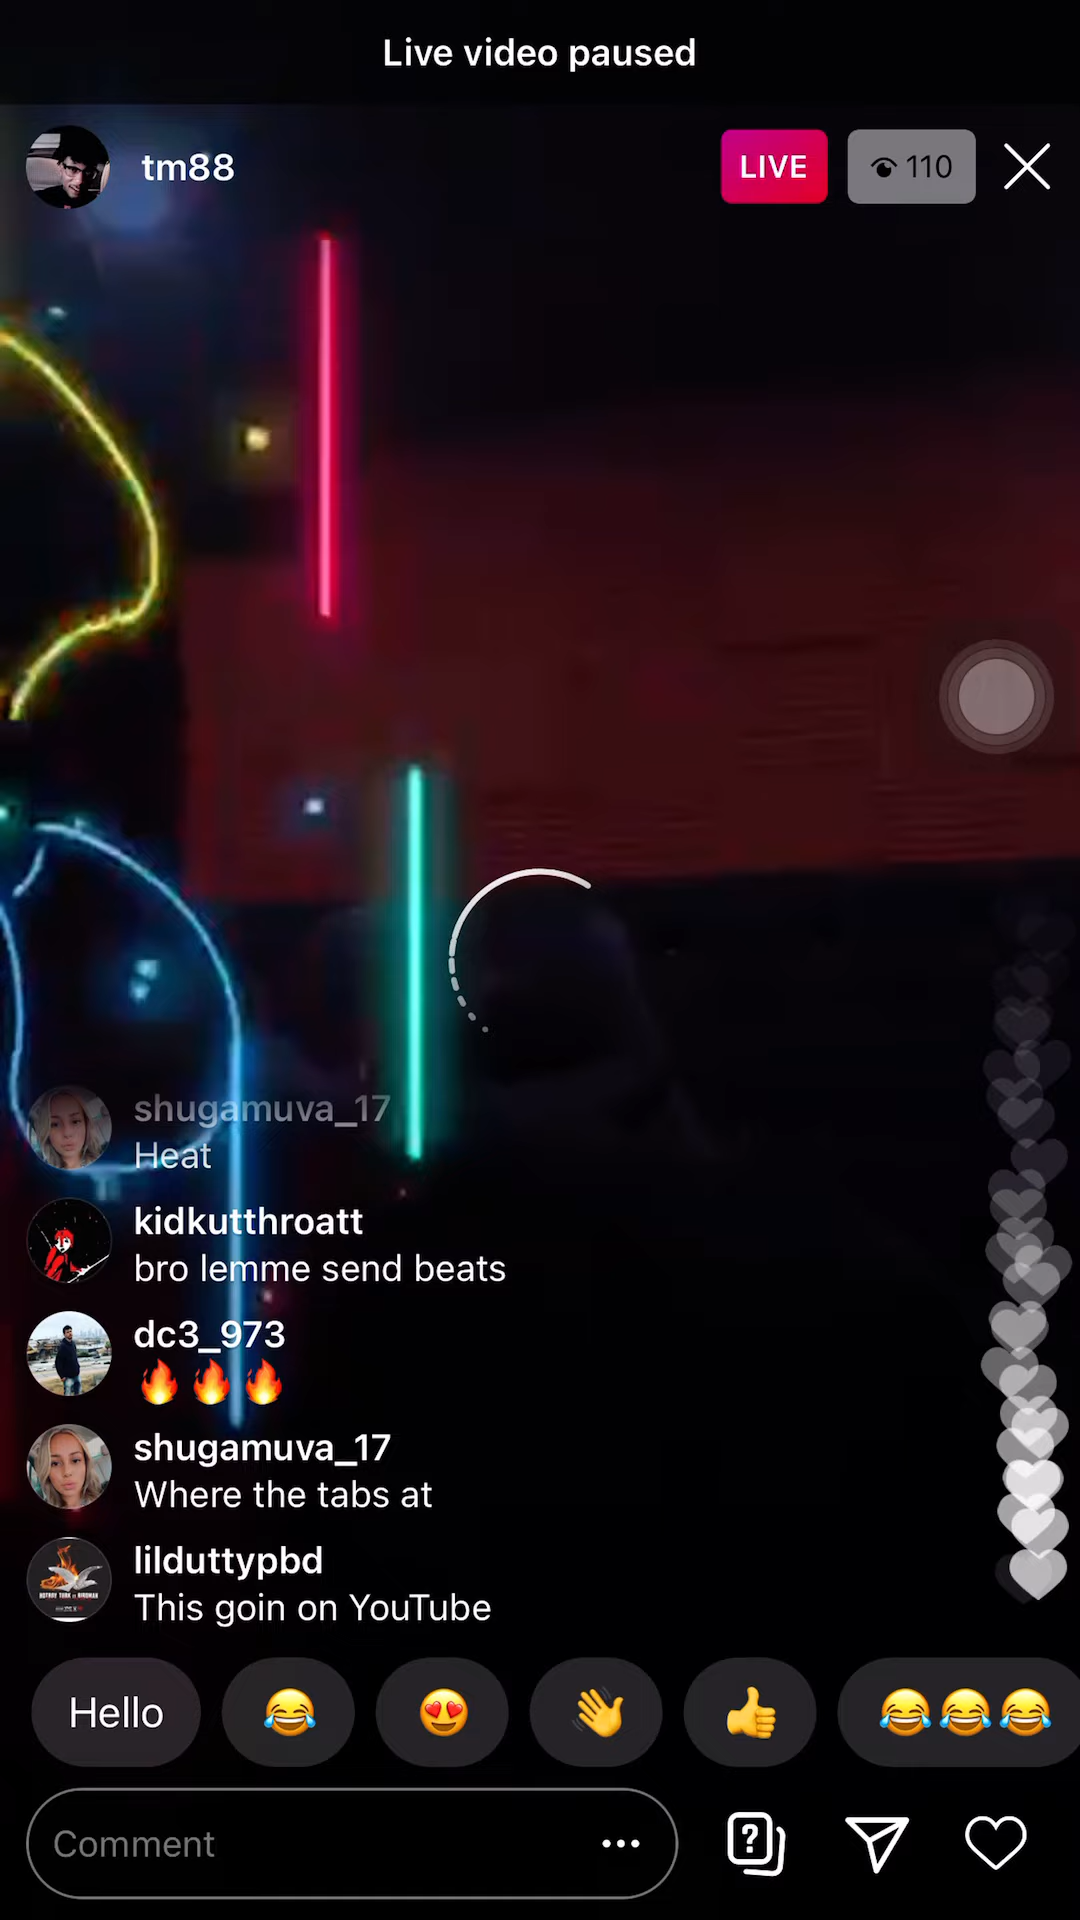 Live video paused
tm88
LIVE
110
shugamuva_17
Heat
kidkutthroatt
bro lemme send beats
dc3_973
🔥🔥🔥
shugamuva_17
Where the tabs at
lilduttypbd
This goin on YouTube
Hello 😂 😍 👋 👍 😂😂😂
Comment